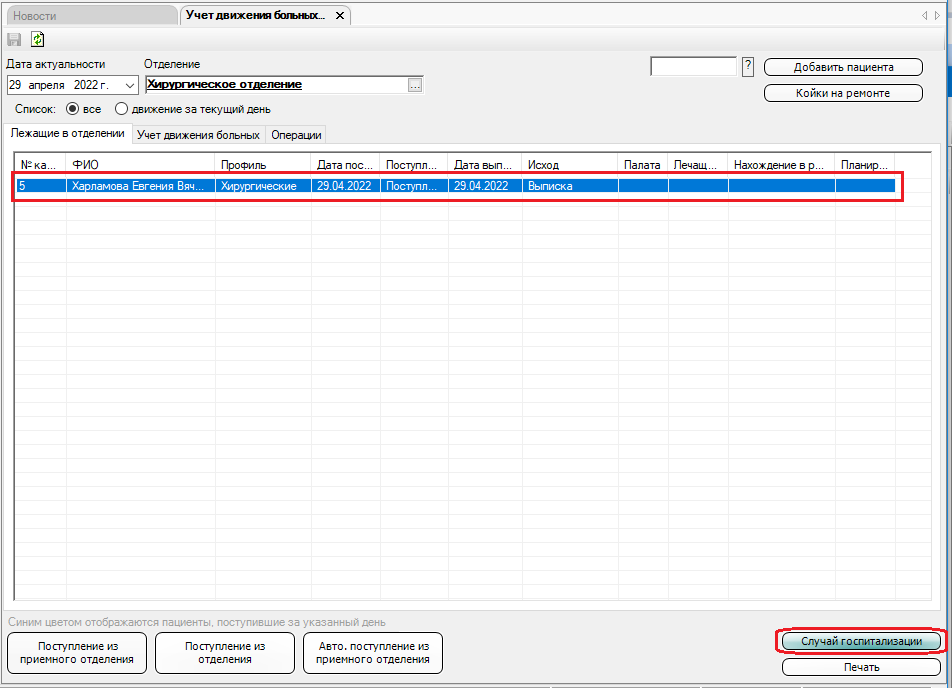 Новости
Учет движения больных...
Дата актуальности
Отделение
29 апреля 2022 г.
Хирургическое отделение
...
?
Добавить пациента
Койки на ремонте
Список: все движение за текущий день
Лежащие в отделении Учет движения больных Операции
№ ка... ФИО Профиль Дата пос... Поступл... Дата вып... Исход Палата Лечащ... Нахождение в р... Планир...
5 Харламова Евгения Вяч... Хирургические 29.04.2022 Поступл... 29.04.2022 Выписка
Синим цветом отображаются пациенты, поступившие за указанный день
Поступление из
приемного отделения
Поступление из
отделения
Авто. поступление из
приемного отделения
Случай госпитализации
Печать